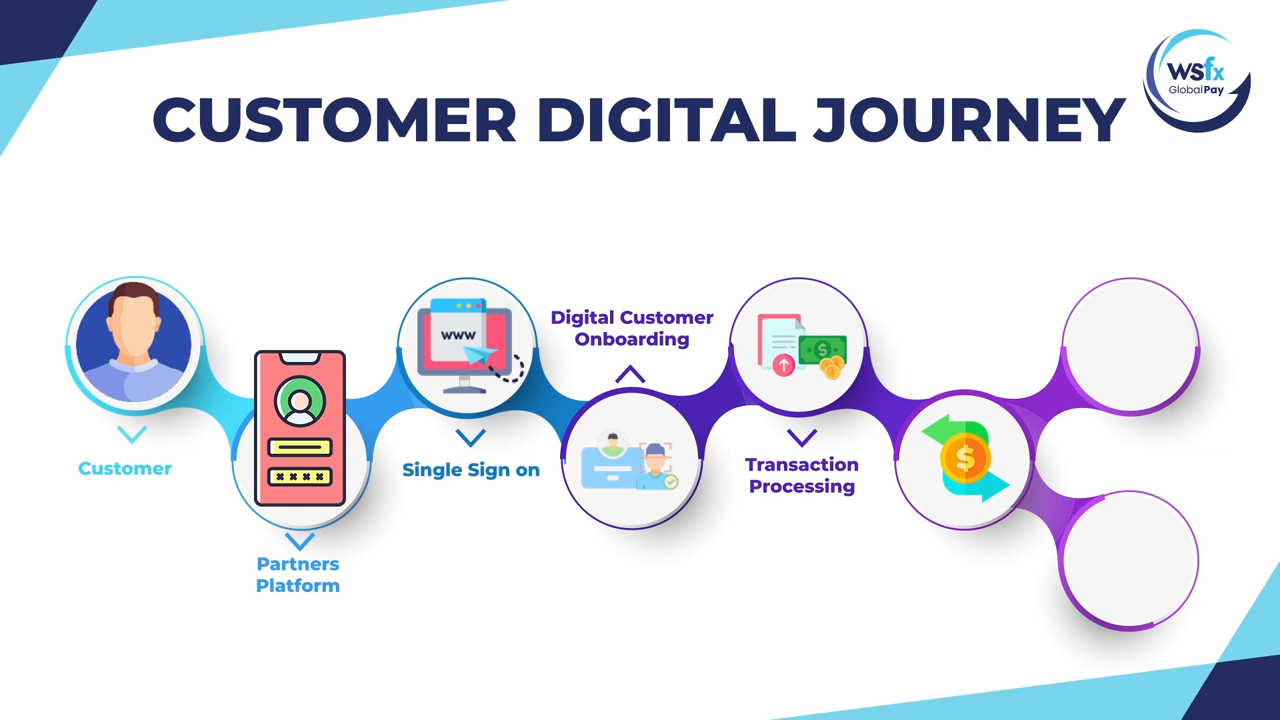 wsfx
GlobalPay
CUSTOMER DIGITAL JOURNEY
Customer
Partners
Platform
www
Single Sign on
Digital Customer
Onboarding
Transaction
Processing